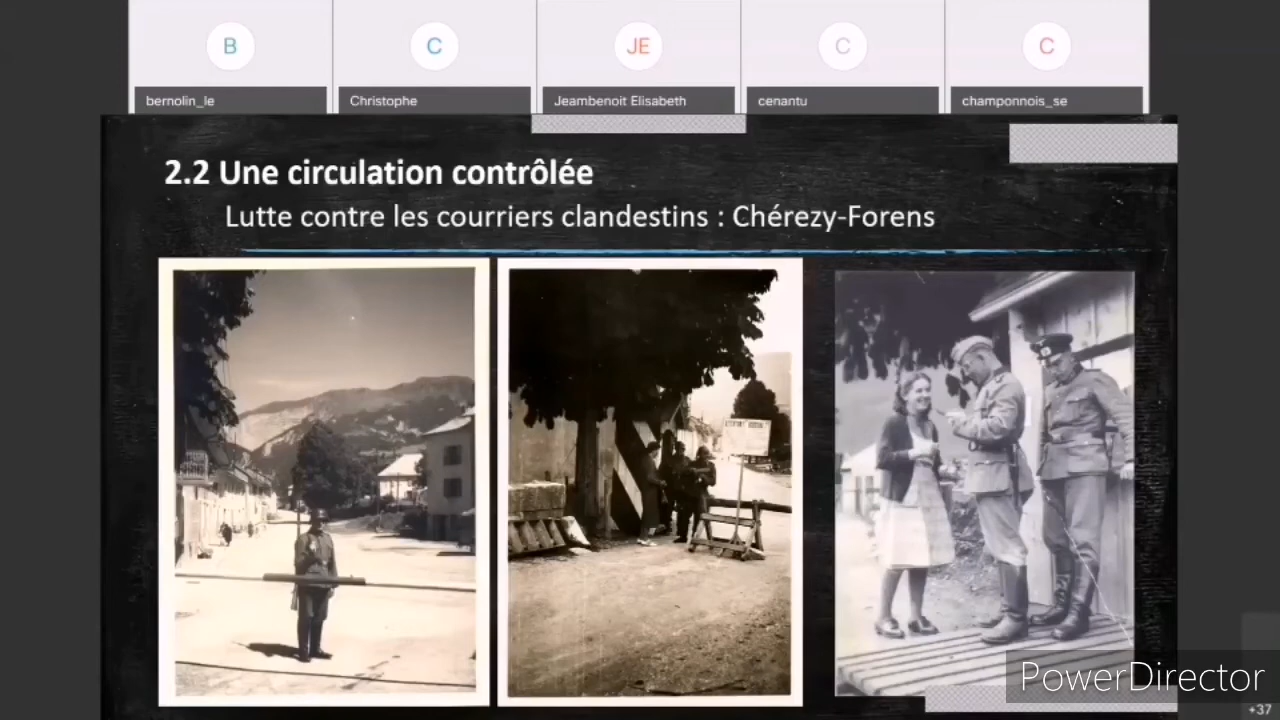 B
C
JE
C
C
bernolin_le
Christophe
Jeambenoit Elisabeth
cenantu
champonnois_se
2.2 Une circulation contrôlée
Lutte contre les courriers clandestins : Chérezy-Forens
PowerDirector
+37